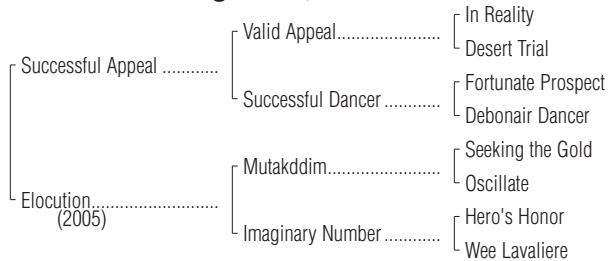 In Reality
Valid Appeal..................
Desert Trial
Successful Appeal ............
Fortunate Prospect
Successful Dancer ............
Debonair Dancer
Seeking the Gold
Mutakddim....................
Oscillate
Elocution...........................
(2005)
Hero's Honor
Imaginary Number ............
Wee Lavaliere